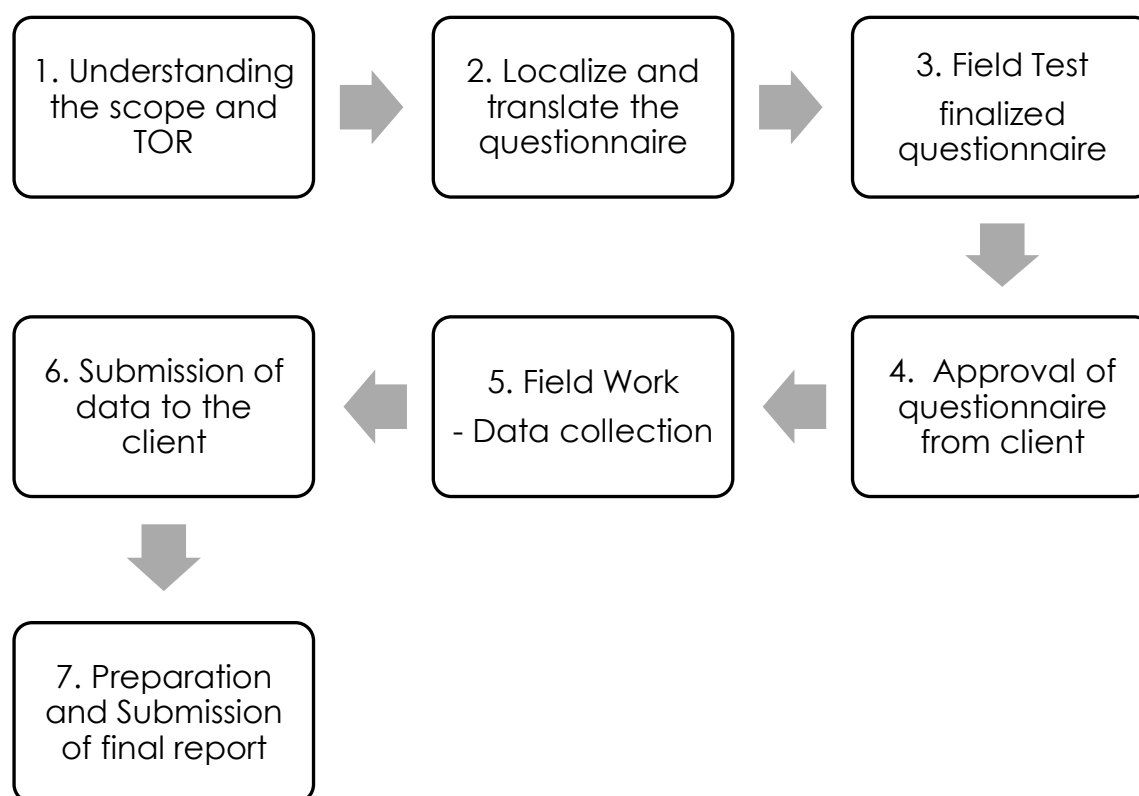 1. Understanding
the scope and
TOR
2. Localize and
translate the
questionnaire
3. Field Test
finalized
questionnaire
4.  Approval of
questionnaire
from client
5. Field Work
- Data collection
6. Submission of
data to the
client
7. Preparation
and Submission
of final report